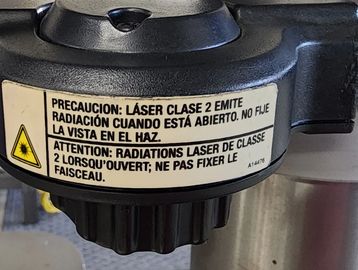 PRECAUCION: LÁSER CLASE 2 EMITE
RADIACIÓN CUANDO ESTÁ ABIERTO. NO FIJE
LA VISTA EN EL HAZ.
ATTENTION: RADIATIONS LASER DE CLASSE
2 LORSQU'OUVERT; NE PAS FIXER LE
FAISCEAU.
A14476